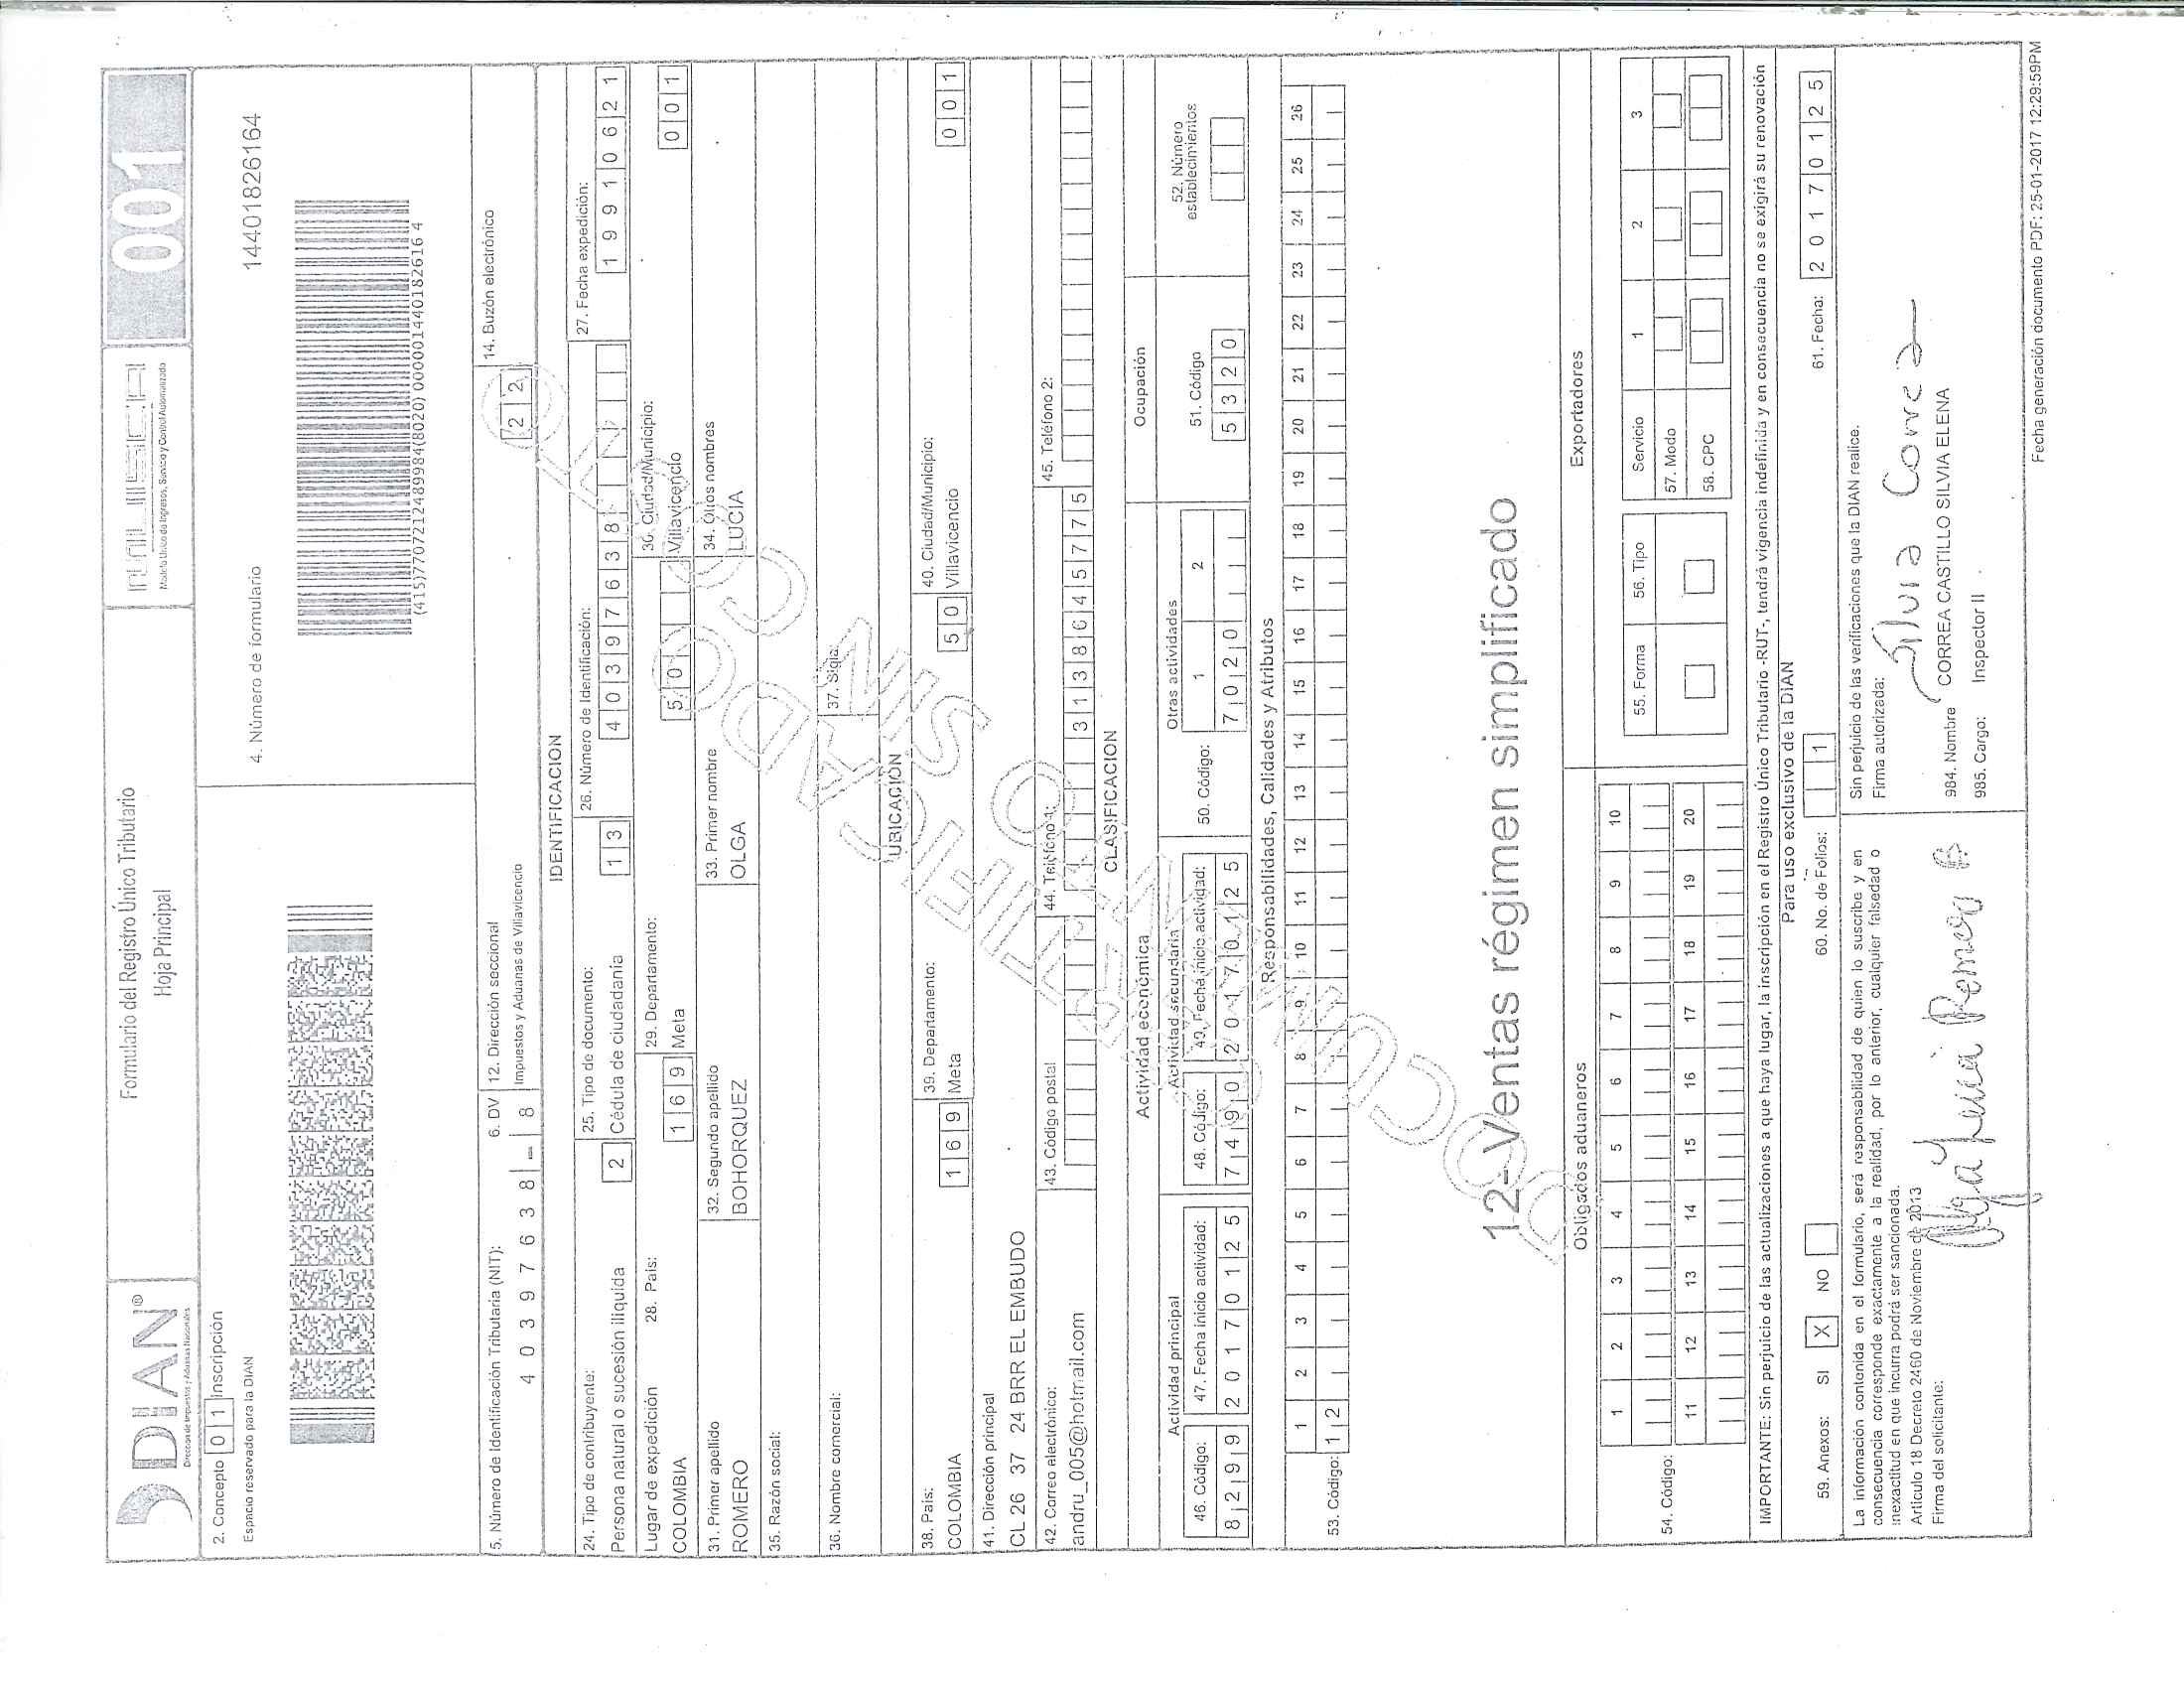 DIAN®
Dirección de Impuestos y Aduanas Nacionales
Formulario del Registro Único Tributario
Hoja Principal
MUISCA
Modelo Único de Ingresos, Servicio y Control Automatizado
001
2. Concepto 0 1 Inscripción
Espacio reservado para la DIAN
4. Número de formulario 14401826164
(415)7707212489984(8020) 000001440182616 4
5. Número de Identificación Tributaria (NIT): 6. DV 12. Dirección seccional 14. Buzón electrónico
4 0 3 9 7 6 3 8 - 8 Impuestos y Aduanas de Villavicencio 2 2
IDENTIFICACION
24. Tipo de contribuyente: 25. Tipo de documento: 26. Número de Identificación: 27. Fecha expedición:
Persona natural o sucesión iliquida 2 Cédula de ciudadania 1 3 4 0 3 9 7 6 3 8 1 9 9 1 0 6 2 1
Lugar de expedición 28. País: 29. Departamento: 30. Ciudad/Municipio:
COLOMBIA 1 6 9 Meta 5 0 Villavicencio 0 0 1
31. Primer apellido 32. Segundo apellido 33. Primer nombre 34. Otros nombres
ROMERO BOHORQUEZ OLGA LUCIA
35. Razón social:
36. Nombre comercial: 37. Sigla:
UBICACIÓN
38. País: 39. Departamento: 40. Ciudad/Municipio:
COLOMBIA 1 6 9 Meta 5 0 Villavicencio 0 0 1
41. Dirección principal
CL 26 37 24 BRR EL EMBUDO
42. Correo electrónico: 43. Código postal 44. Teléfono 1: 45. Teléfono 2:
andru_005@hotmail.com 3 1 3 8 6 4 5 7 7 5
CLASIFICACION
Actividad económica Ocupación
Actividad principal Actividad secundaria Otras actividades 52. Número establecimientos
46. Código: 47. Fecha inicio actividad: 48. Código: 49. Fecha inicio actividad: 50. Código: 1 2 51. Código
8 2 9 9 2 0 1 7 0 1 2 5 7 4 9 0 2 0 1 7 0 1 2 5 7 0 2 0 5 3 2 0
Responsabilidades, Calidades y Atributos
1 2 3 4 5 6 7 8 9 10 11 12 13 14 15 16 17 18 19 20 21 22 23 24 25 26
53. Código: 1 2
12- Ventas régimen simplificado
DOCUMENTO CERTIFICADO
SIN COSTO
Obligados aduaneros Exportadores
1 2 3 4 5 6 7 8 9 10
55. Forma 56. Tipo Servicio 1 2 3
54. Código: 57. Modo
11 12 13 14 15 16 17 18 19 20
58. CPC
IMPORTANTE: Sin perjuicio de las actualizaciones a que haya lugar, la inscripción en el Registro Único Tributario -RUT-, tendrá vigencia indefinida y en consecuencia no se exigirá su renovación
Para uso exclusivo de la DIAN
59. Anexos: SI X NO 60. No. de Folios: 1 61. Fecha: 2 0 1 7 0 1 2 5
La información contenida en el formulario, será responsabilidad de quien lo suscribe y en
consecuencia corresponde exactamente a la realidad, por lo anterior, cualquier falsedad o
inexactitud en que incurra podrá ser sancionada.
Artículo 18 Decreto 2460 de Noviembre de 2013
Firma del solicitante:
Olga Lucia Romero B
Sin perjuicio de las verificaciones que la DIAN realice.
Firma autorizada:
Silvia Correa
984. Nombre CORREA CASTILLO SILVIA ELENA
985. Cargo: Inspector II
Fecha generación documento PDF: 25-01-2017 12:29:59PM